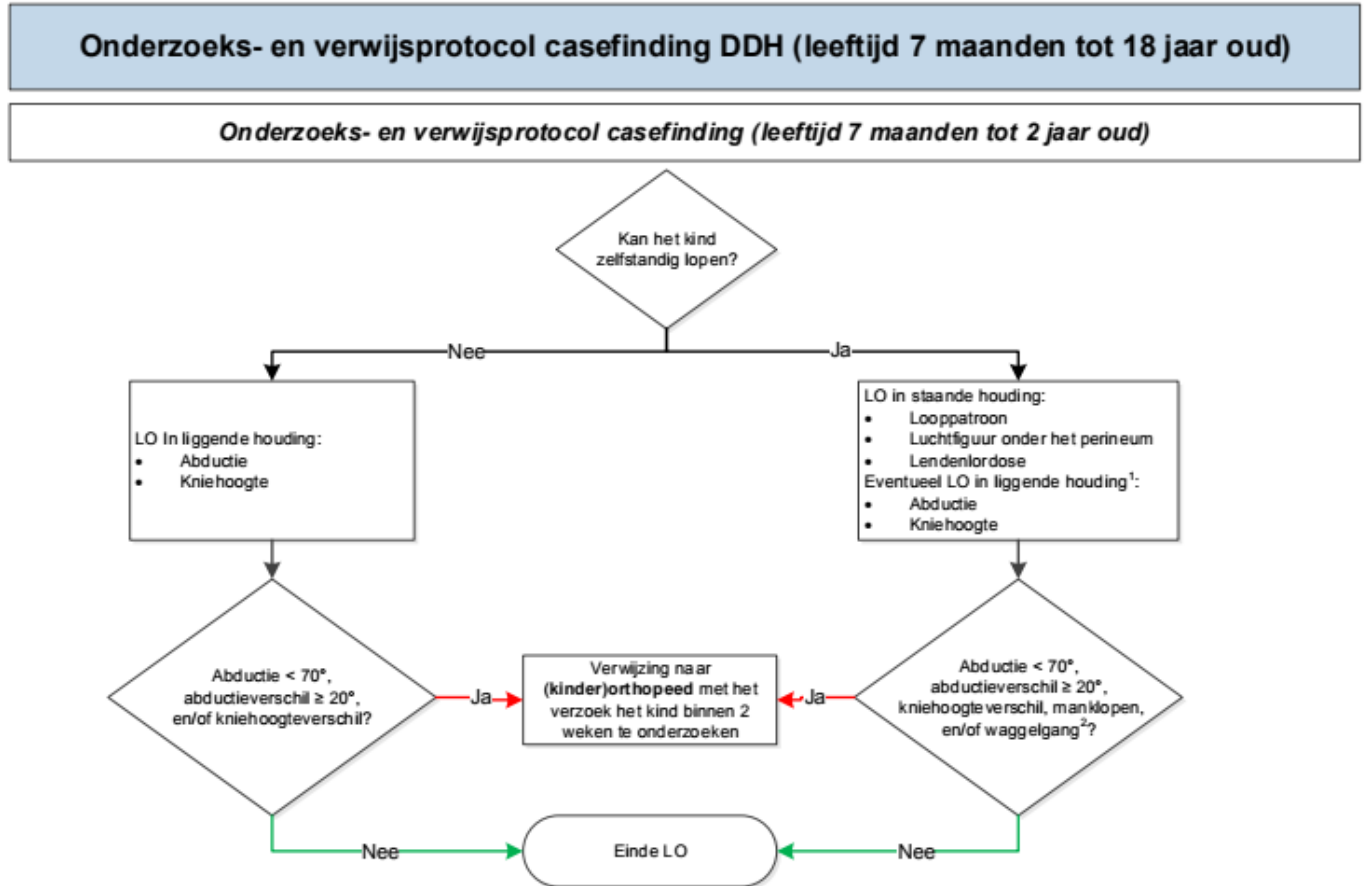 Onderzoeks- en verwijsprotocol casefinding DDH (leeftijd 7 maanden tot 18 jaar oud)
Onderzoeks- en verwijsprotocol casefinding (leeftijd 7 maanden tot 2 jaar oud)
Kan het kind
zelfstandig lopen?
Nee
Ja
LO In liggende houding:
• Abductie
• Kniehoogte
LO in staande houding:
• Looppatroon
• Luchtfiguur onder het perineum
• Lendenlordose
Eventueel LO in liggende houding¹:
• Abductie
• Kniehoogte
Abductie < 70°,
abductieverschil ≥ 20°,
en/of kniehoogteverschil?
Ja
Verwijzing naar
(kinder)orthopeed met het
verzoek het kind binnen 2
weken te onderzoeken
Ja
Abductie < 70°,
abductieverschil ≥ 20°,
kniehoogteverschil, manklopen,
en/of waggelgang²?
Nee
Einde LO
Nee